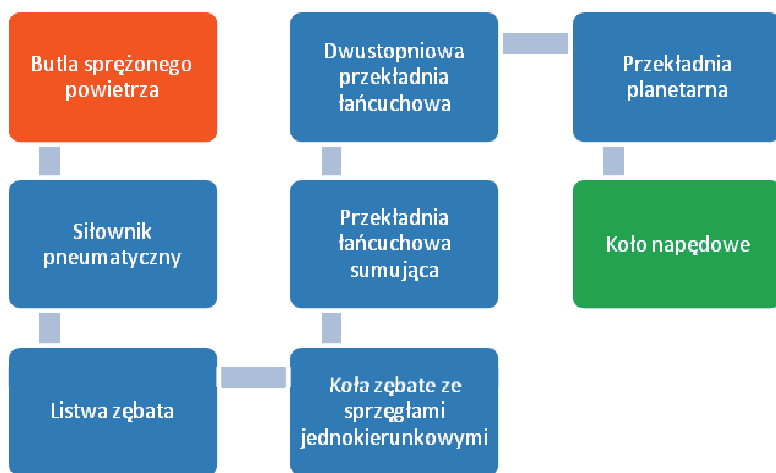 Butla sprężonego
powietrza
Siłownik
pneumatyczny
Listwa zębata
Koła zębate ze
sprzęgłami
jednokierunkowymi
Przekładnia
łańcuchowa
sumująca
Dwustopniowa
przekładnia
łańcuchowa
Przekładnia
planetarna
Koło napędowe